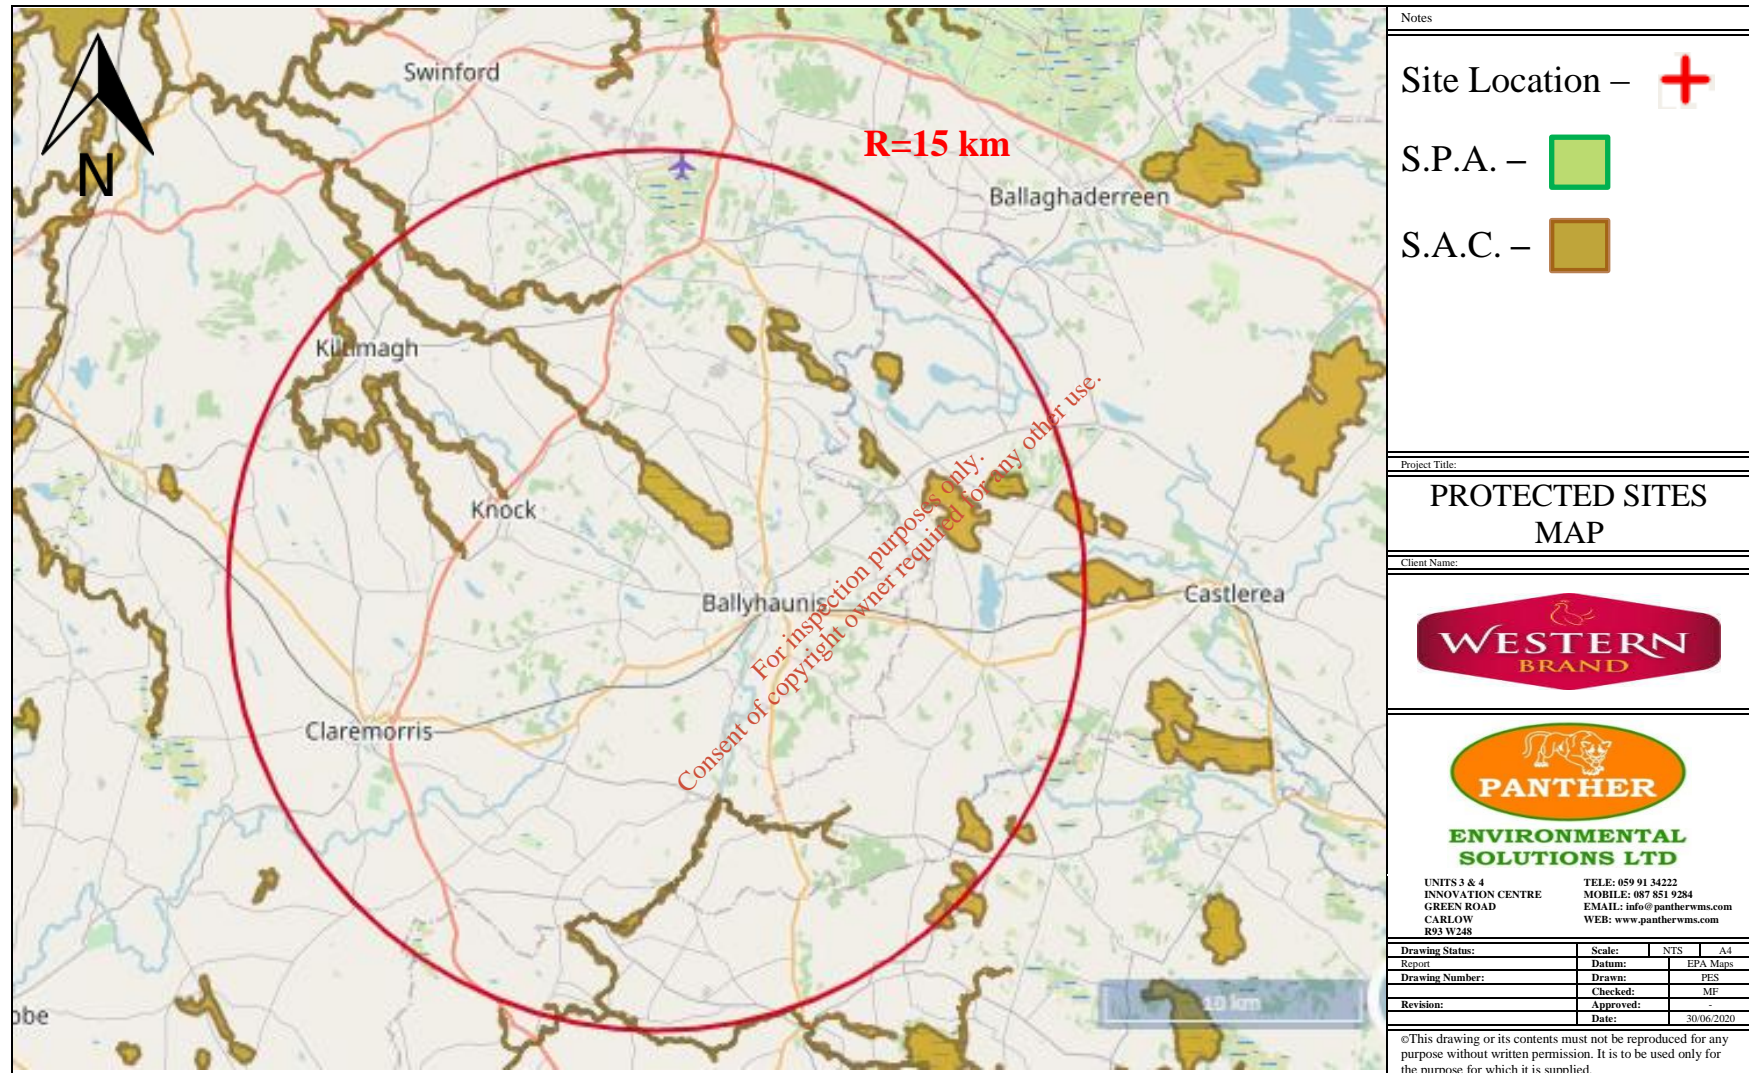 Swinford
R=15 km
Ballaghaderreen
N
Kiltimagh
Knock
Ballyhaunis
Castlerea
Claremorris
obe
10 km
For inspection purposes only.
Consent of copyright owner required for any other use.
Notes
Site Location –
S.P.A. –
S.A.C. –
Project Title:
PROTECTED SITES
MAP
Client Name:
WESTERN
BRAND
PANTHER
ENVIRONMENTAL
SOLUTIONS LTD
UNITS 3 & 4 TELE: 059 91 34222
INNOVATION CENTRE MOBILE: 087 851 9284
GREEN ROAD EMAIL: info@pantherwms.com
CARLOW WEB: www.pantherwms.com
R93 W248
Drawing Status: Scale: NTS A4
Report Datum: EPA Maps
Drawing Number: Drawn: PES
Checked: MF
Revision: Approved: -
Date: 30/06/2020
©This drawing or its contents must not be reproduced for any
purpose without written permission. It is to be used only for
the purpose for which it is supplied.